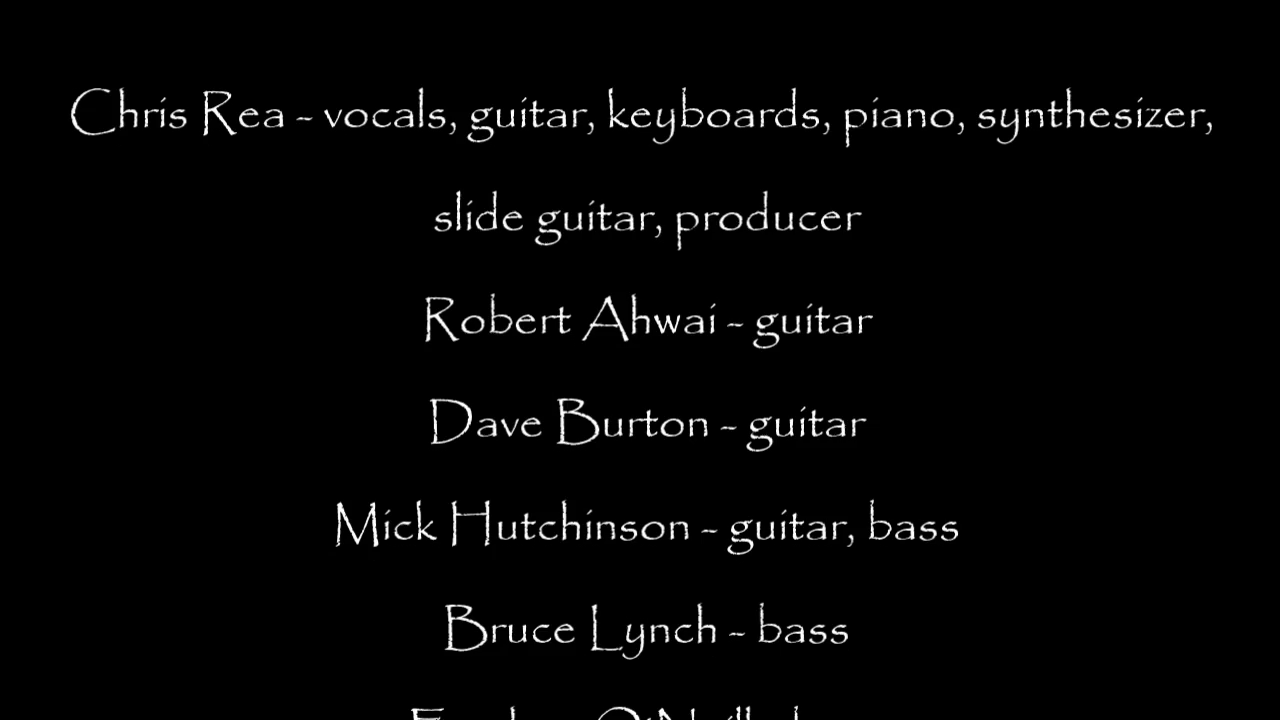 Chris Rea - vocals, guitar, keyboards, piano, synthesizer,
slide guitar, producer
Robert Ahwai - guitar
Dave Burton - guitar
Mick Hutchinson - guitar, bass
Bruce Lynch - bass